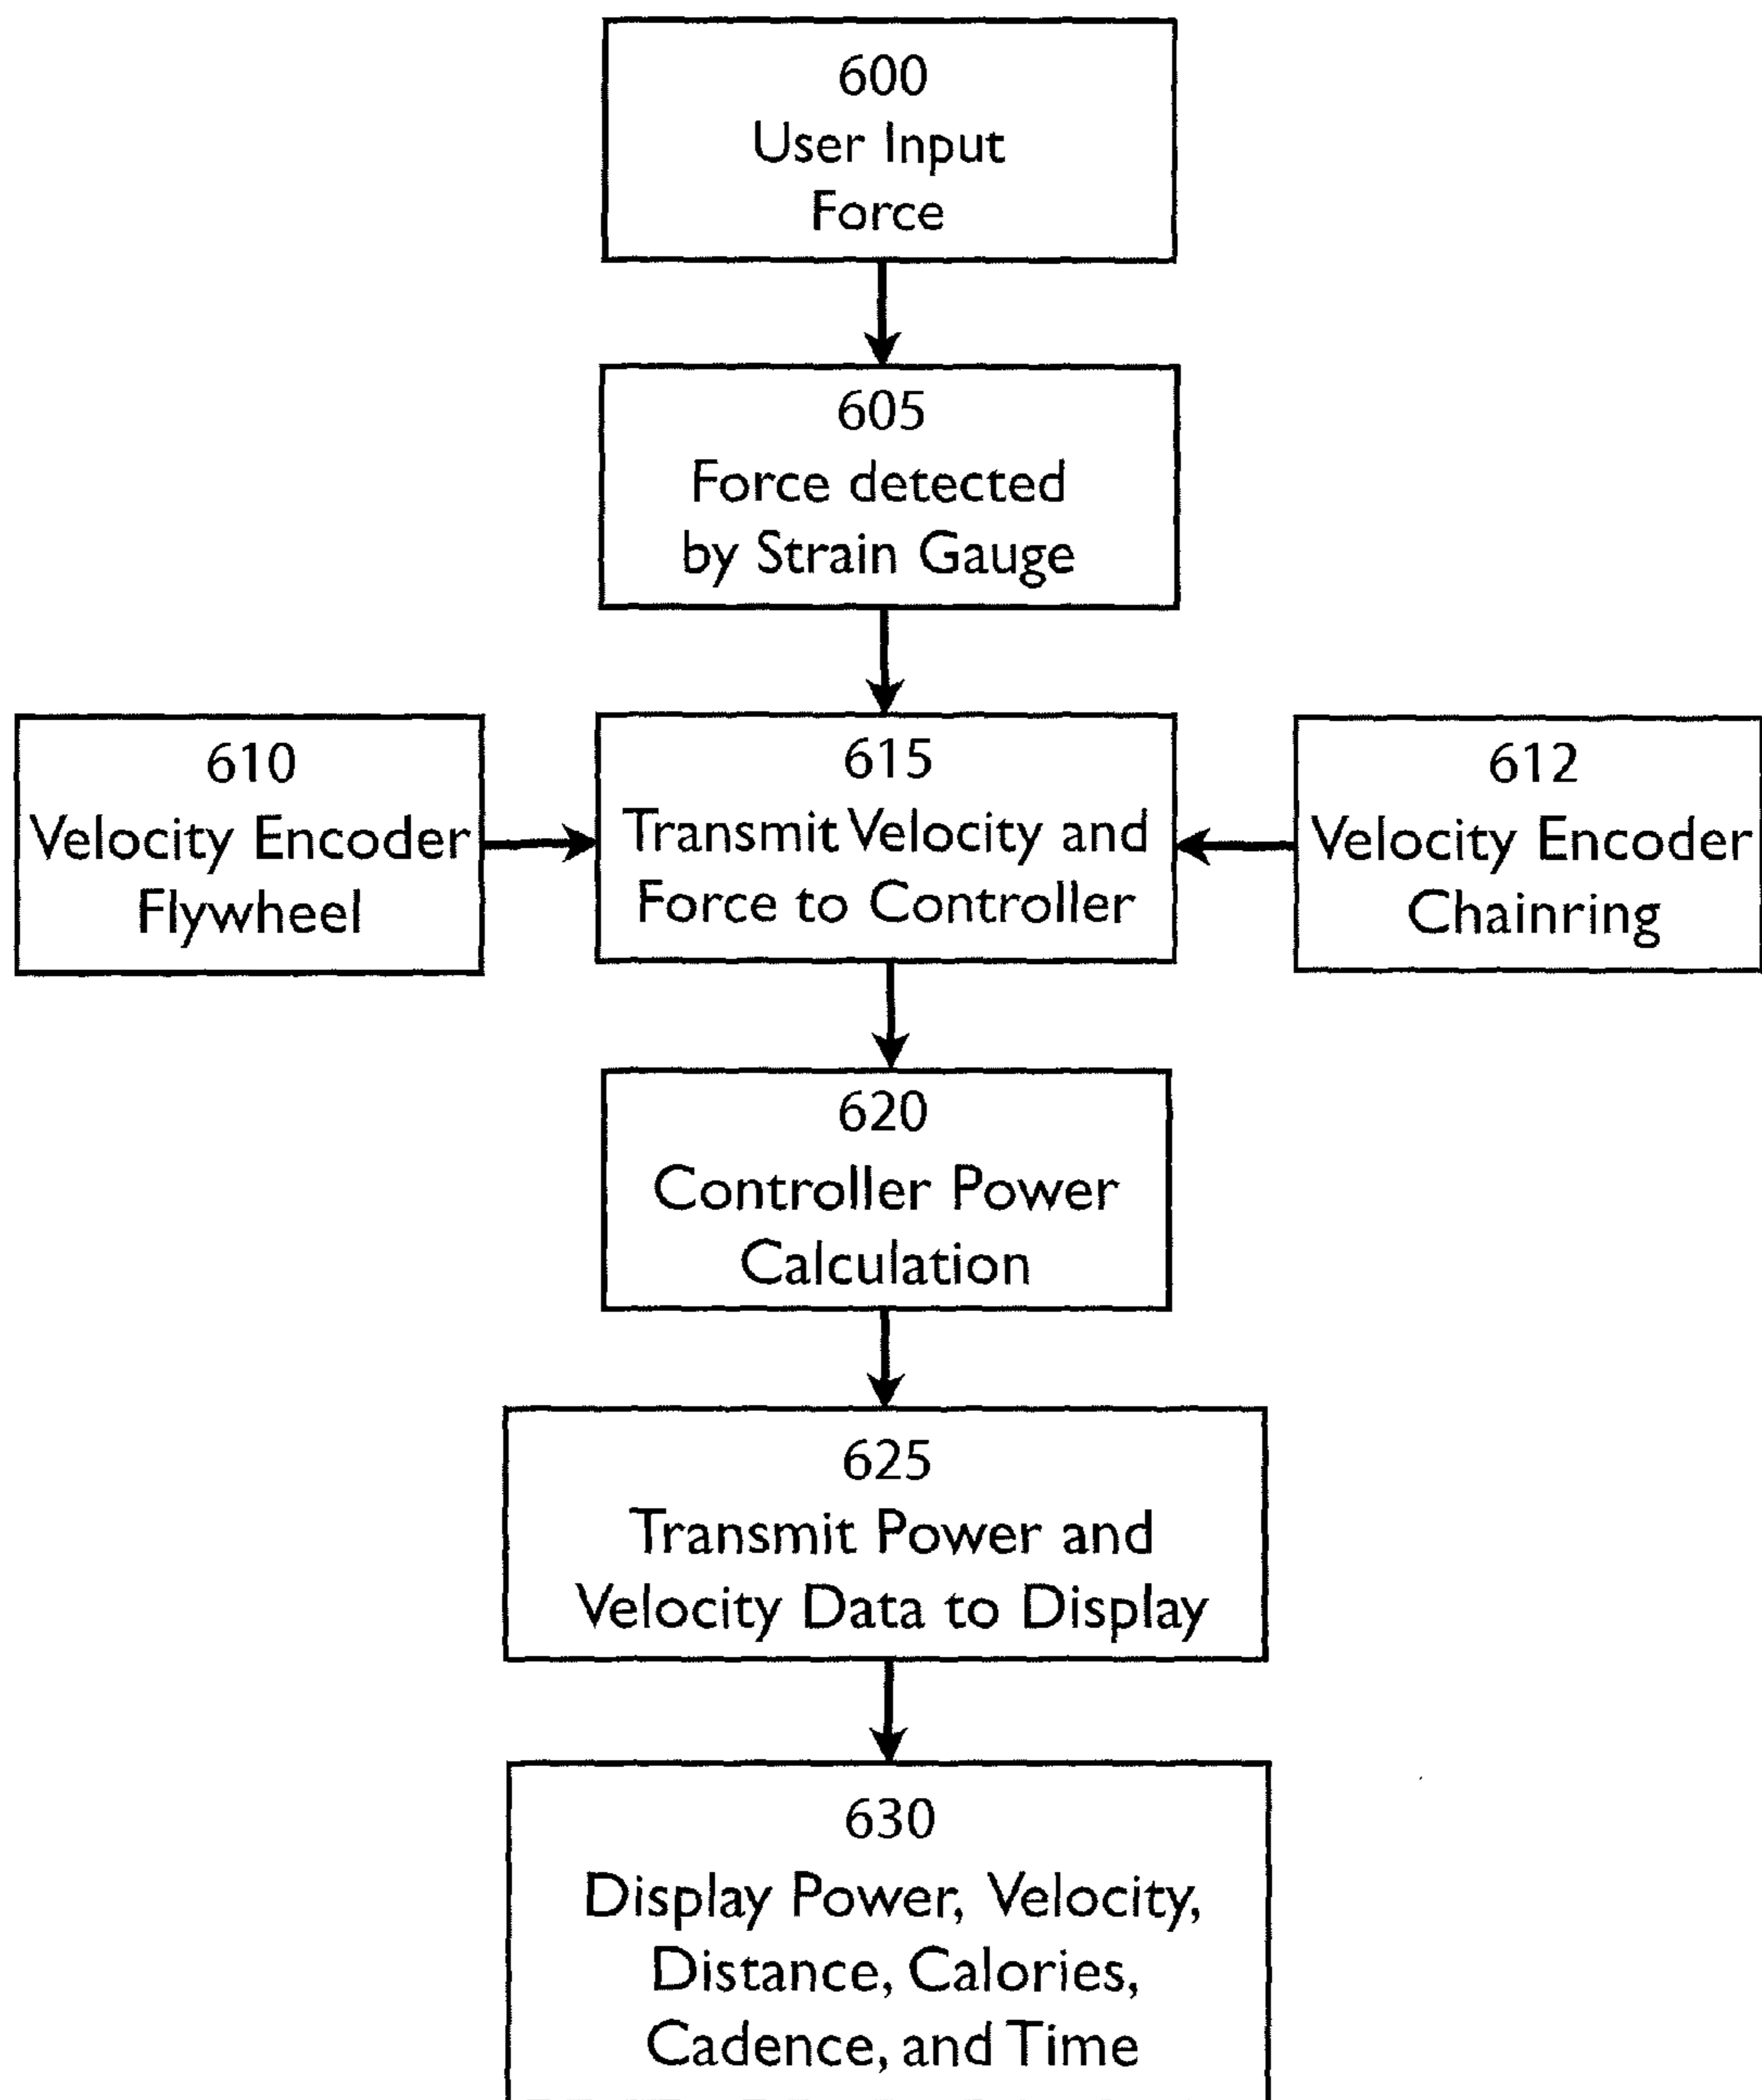 600
User Input
Force
605
Force detected
by Strain Gauge
610
Velocity Encoder
Flywheel
615
Transmit Velocity and
Force to Controller
612
Velocity Encoder
Chainring
620
Controller Power
Calculation
625
Transmit Power and
Velocity Data to Display
630
Display Power, Velocity,
Distance, Calories,
Cadence, and Time